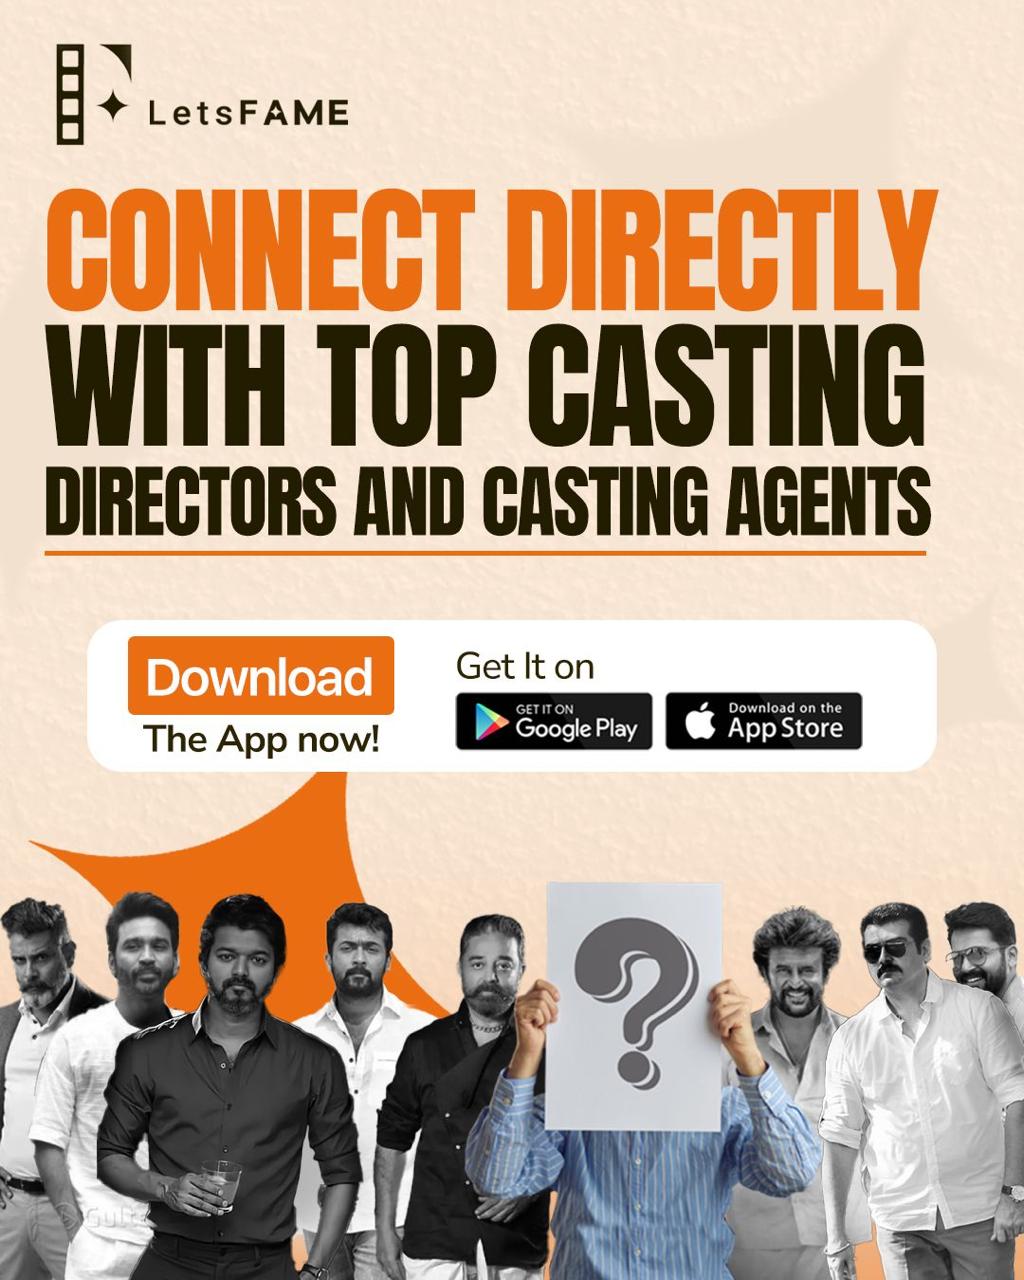 LetsFAME
CONNECT DIRECTLY
WITH TOP CASTING
DIRECTORS AND CASTING AGENTS
Download
The App now!
Get It on
GET IT ON
Google Play
Download on the
App Store
?